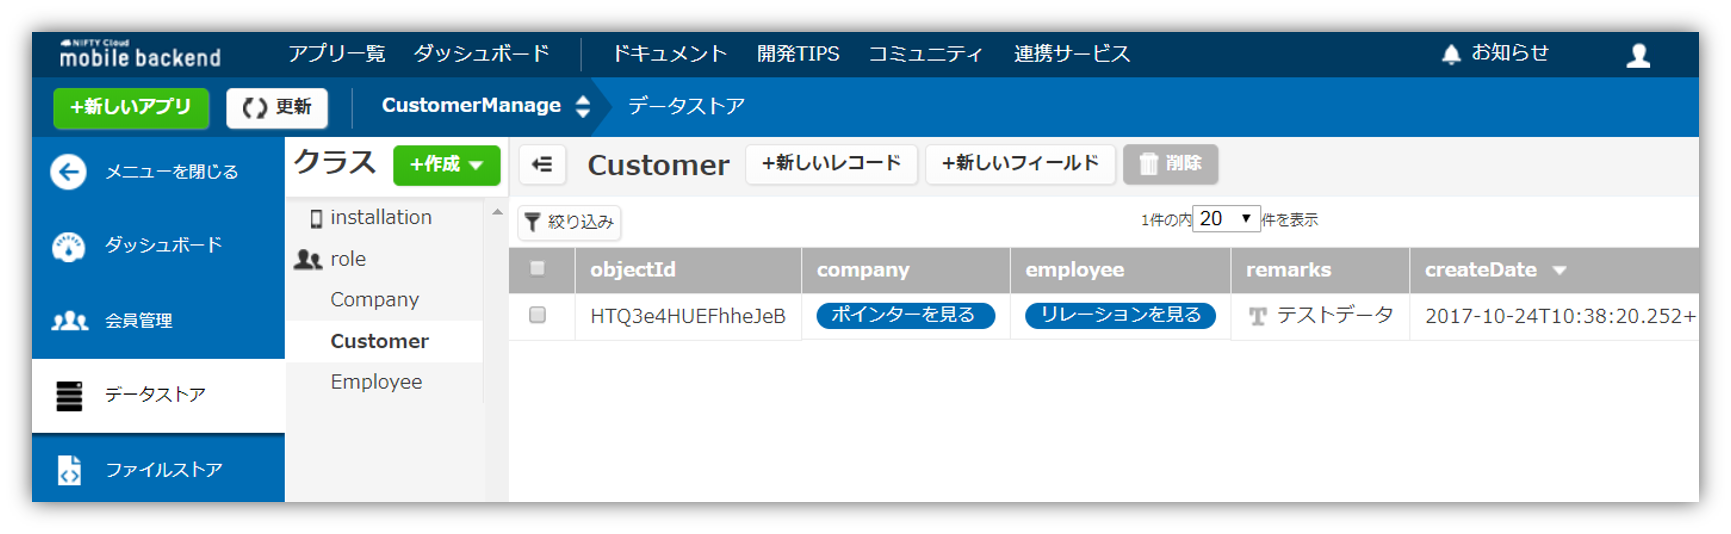 NIFTY Cloud
mobile backend
アプリ一覧 ダッシュボード ドキュメント 開発TIPS コミュニティ 連携サービス お知らせ
+新しいアプリ 更新 CustomerManage データストア
メニューを閉じる
ダッシュボード
会員管理
データストア
ファイルストア
クラス +作成
installation
role
Company
Customer
Employee
Customer +新しいレコード +新しいフィールド 削除
絞り込み 1件の内 20 件を表示
objectId company employee remarks createDate
HTQ3e4HUEFhheJeB ポインターを見る リレーションを見る テストデータ 2017-10-24T10:38:20.252+